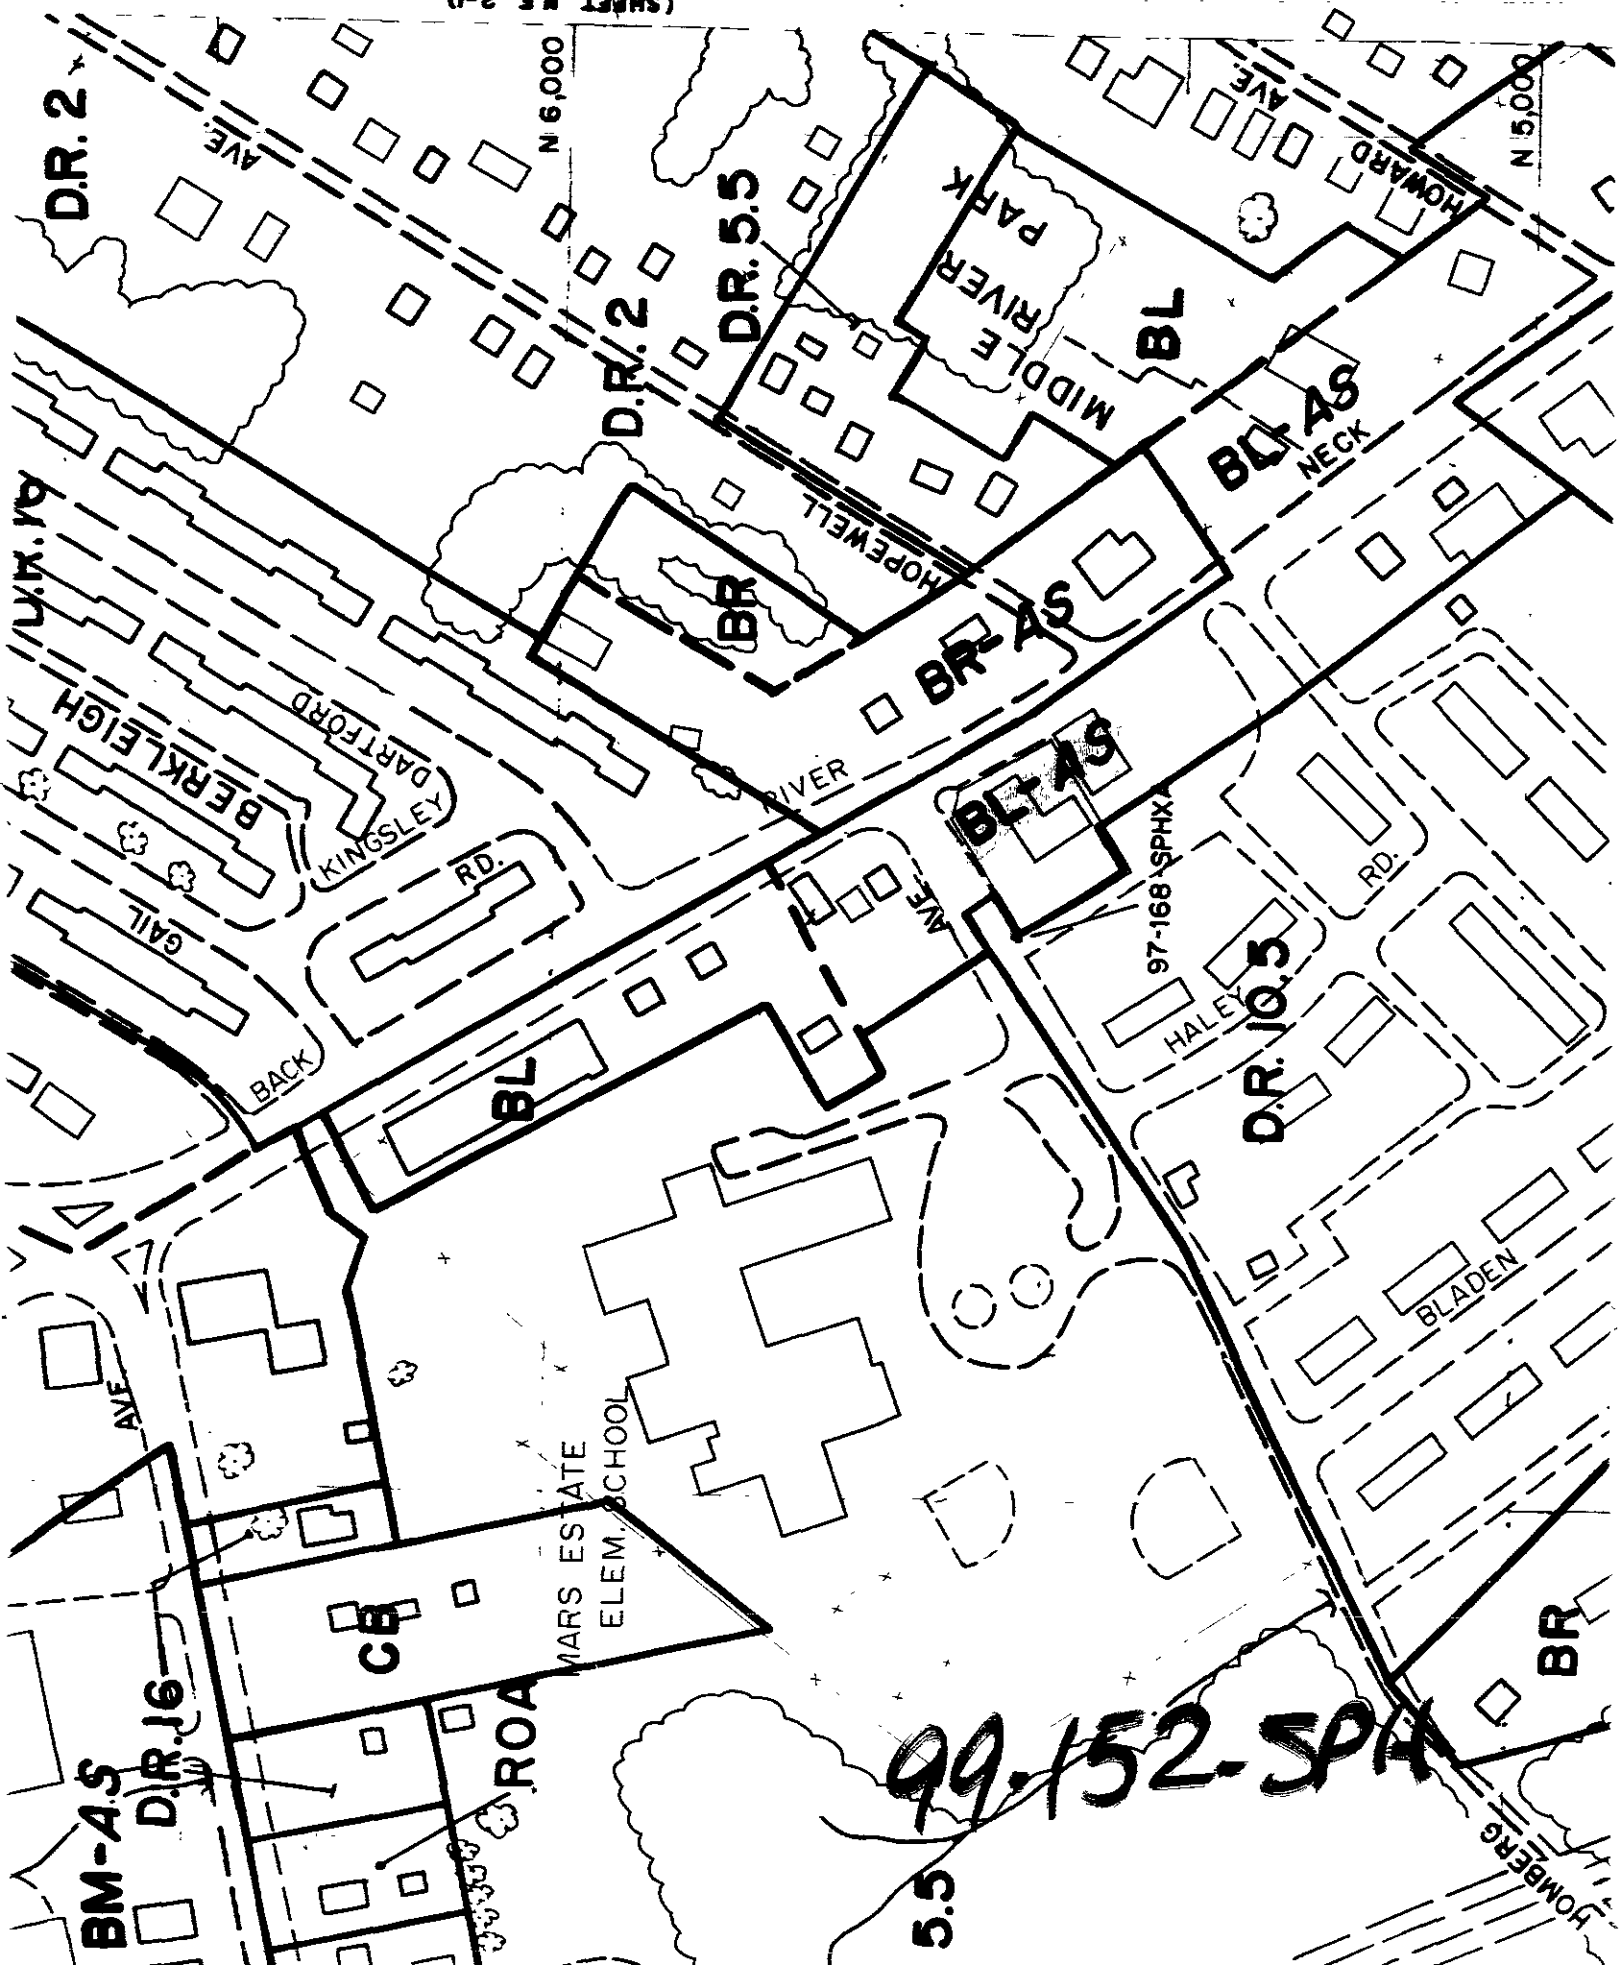 (SHEET N.E. 2-I)
D.R. 2
AVE.
N 6,000
AVE.
N 5,000
HOWARD
D.R. 5.5
PARK
RIVER
MIDDLE
D.R. 2
BL
BL-AS
NECK
HOPEWELL
BR
BR-AS
BERKLEIGH
DARTFORD
KINGSLEY
RD.
RIVER
BL-AS
97-168-SPHXA
GAIL
AVE.
RD.
BACK
BL
HALEY
D.R. 10.5
BLADEN
AVE.
MARS ESTATE
ELEM. SCHOOL
CB
D.R. 16
ROA
BM-AS
99-152-SPH
BR
5.5
HOMBERG